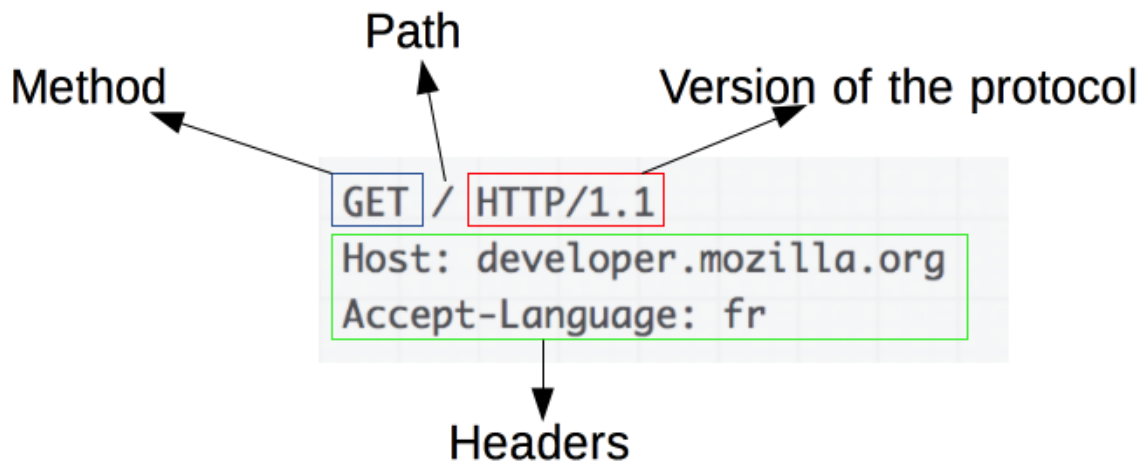 Path
Method
Version of the protocol
GET / HTTP/1.1
Host: developer.mozilla.org
Accept-Language: fr
Headers